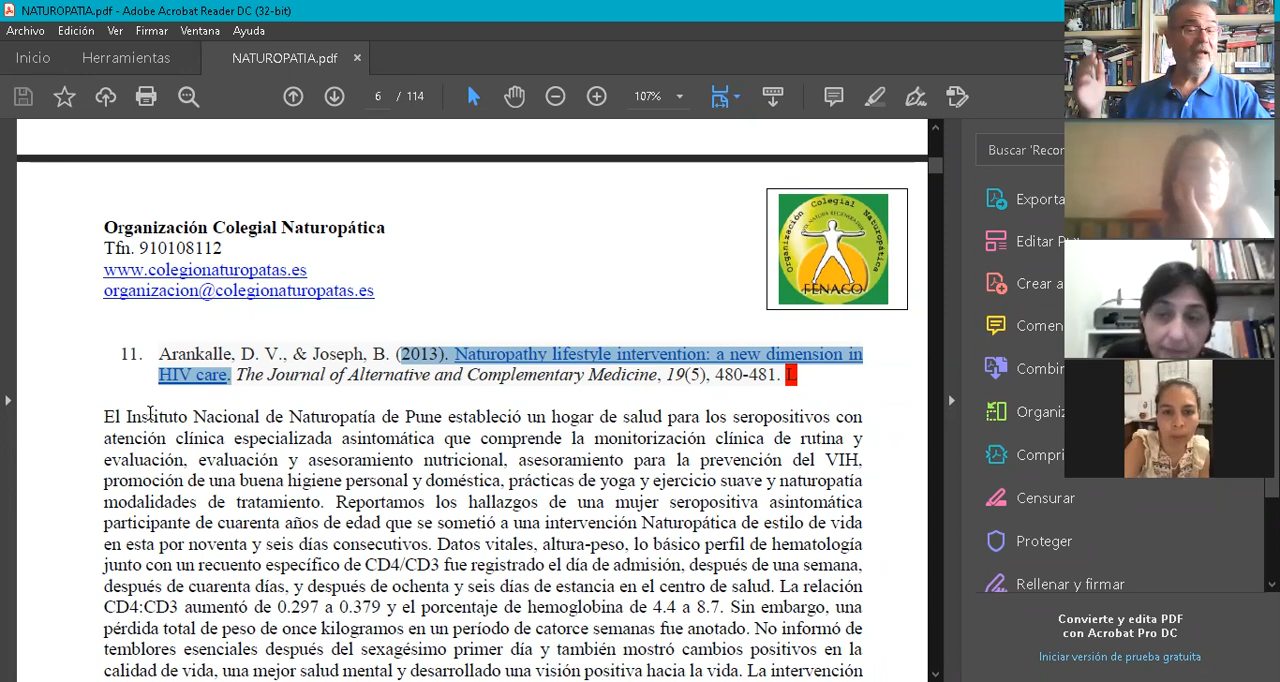 NATUROPATIA.pdf - Adobe Acrobat Reader DC (32-bit)
Archivo Edición Ver Firmar Ventana Ayuda
Inicio Herramientas NATUROPATIA.pdf ×
6 / 114 107%
Organización Colegial Naturopática
Tfn. 910108112
www.colegionaturopatas.es
organizacion@colegionaturopatas.es
Organización Colegial Naturopática
FENACO
11. Arankalle, D. V., & Joseph, B. (2013). Naturopathy lifestyle intervention: a new dimension in
HIV care. The Journal of Alternative and Complementary Medicine, 19(5), 480-481. L
El Instituto Nacional de Naturopatía de Pune estableció un hogar de salud para los seropositivos con
atención clínica especializada asintomática que comprende la monitorización clínica de rutina y
evaluación, evaluación y asesoramiento nutricional, asesoramiento para la prevención del VIH,
promoción de una buena higiene personal y doméstica, prácticas de yoga y ejercicio suave y naturopatía
modalidades de tratamiento. Reportamos los hallazgos de una mujer seropositiva asintomática
participante de cuarenta años de edad que se sometió a una intervención Naturopática de estilo de vida
en esta por noventa y seis días consecutivos. Datos vitales, altura-peso, lo básico perfil de hematología
junto con un recuento específico de CD4/CD3 fue registrado el día de admisión, después de una semana,
después de cuarenta días, y después de ochenta y seis días de estancia en el centro de salud. La relación
CD4:CD3 aumentó de 0.297 a 0.379 y el porcentaje de hemoglobina de 4.4 a 8.7. Sin embargo, una
pérdida total de peso de once kilogramos en un período de catorce semanas fue anotado. No informó de
temblores esenciales después del sexagésimo primer día y también mostró cambios positivos en la
calidad de vida, una mejor salud mental y desarrollado una visión positiva hacia la vida. La intervención
Buscar 'Recor
Exporta
Editar P
Crear a
Comen
Combin
Organiz
Compri
Censurar
Proteger
Rellenar y firmar
Convierte y edita PDF
con Acrobat Pro DC
Iniciar versión de prueba gratuita